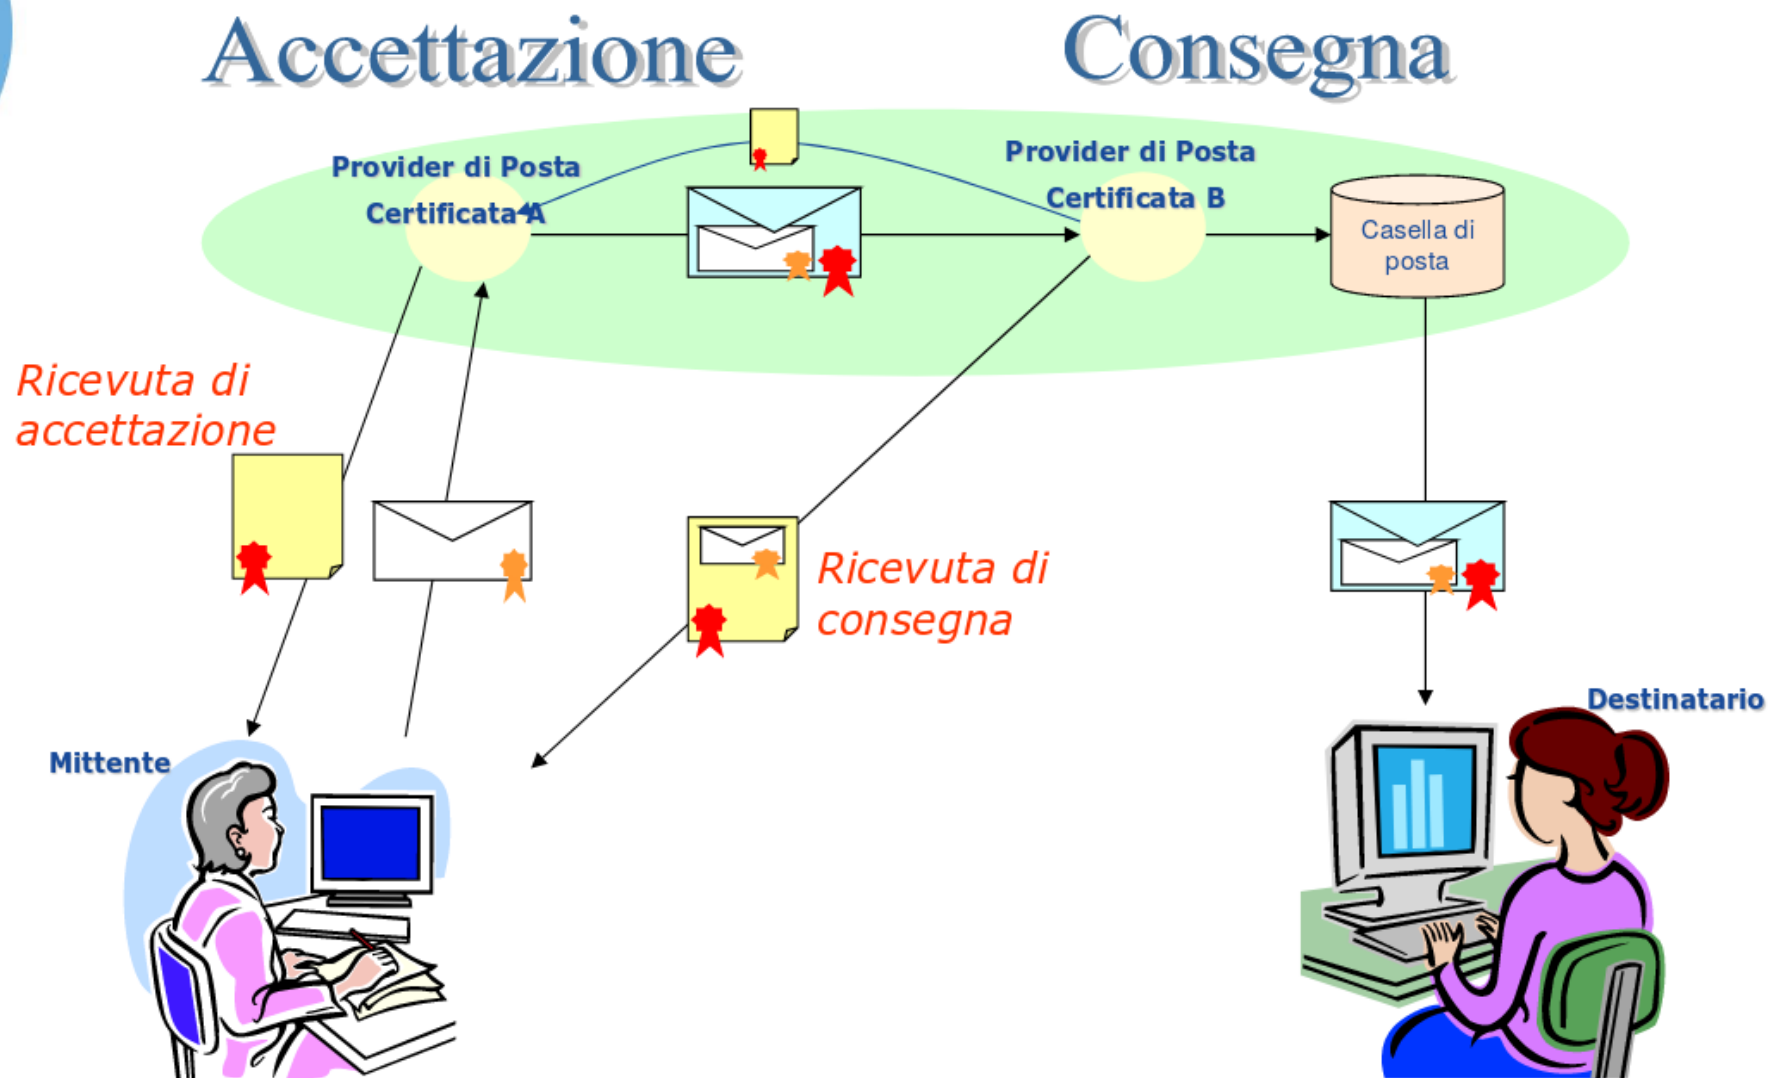 Accettazione
Consegna
Provider di Posta
Certificata A
Provider di Posta
Certificata B
Casella di
posta
Ricevuta di
accettazione
Ricevuta di
consegna
Mittente
Destinatario